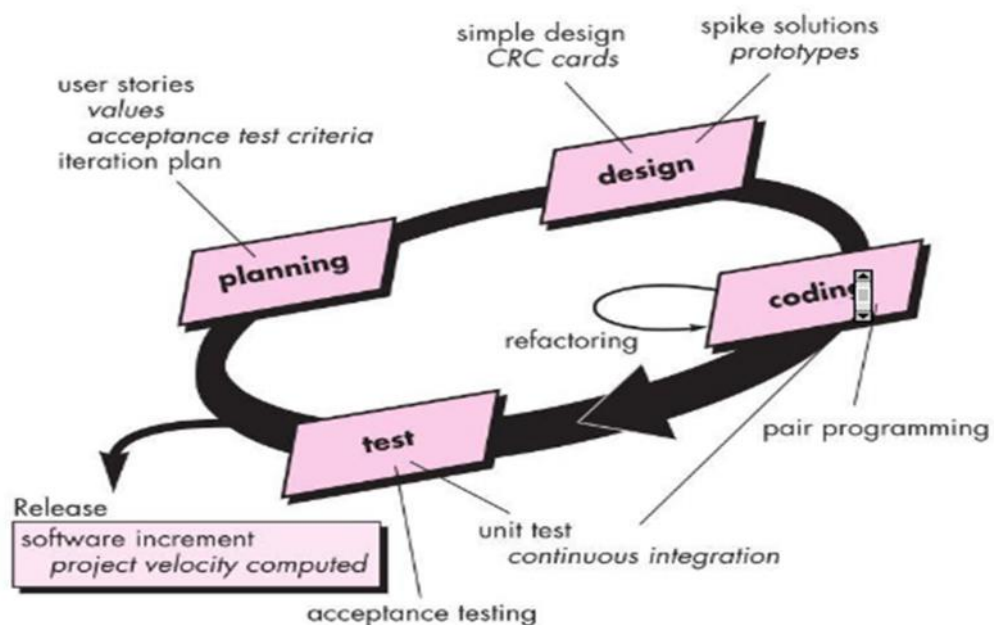 simple design
CRC cards
spike solutions
prototypes
user stories
values
acceptance test criteria
iteration plan
design
planning
coding
refactoring
test
pair programming
Release
software increment
project velocity computed
unit test
continuous integration
acceptance testing